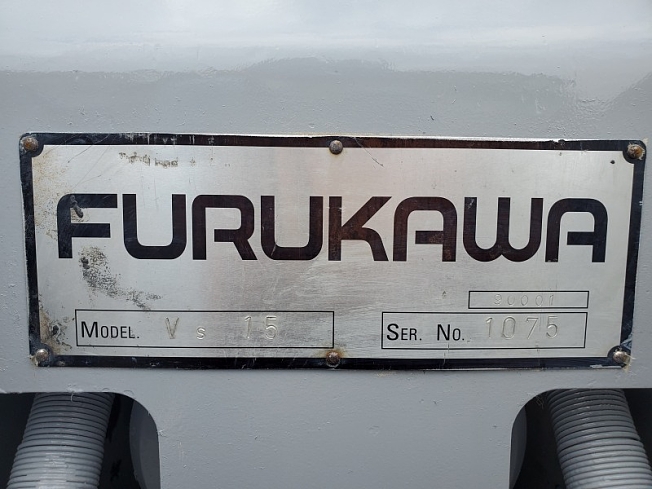 FURUKAWA
30001
MODEL. Vs 15
SER. No. 1075